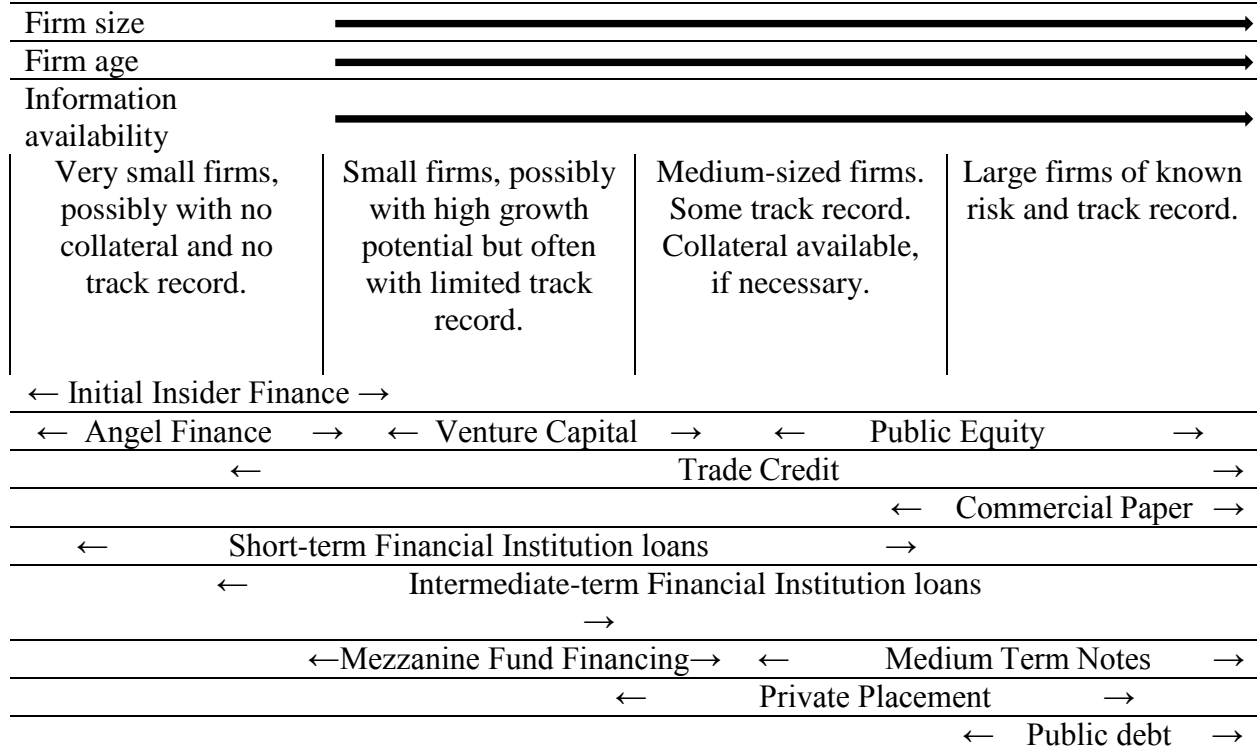 Firm size
Firm age
Information
availability
Very small firms,
possibly with no
collateral and no
track record.
Small firms, possibly
with high growth
potential but often
with limited track
record.
Medium-sized firms.
Some track record.
Collateral available,
if necessary.
Large firms of known
risk and track record.
← Initial Insider Finance →
← Angel Finance → ← Venture Capital → ← Public Equity →
← Trade Credit →
← Commercial Paper →
← Short-term Financial Institution loans →
← Intermediate-term Financial Institution loans
→
←Mezzanine Fund Financing→ ← Medium Term Notes →
← Private Placement →
← Public debt →